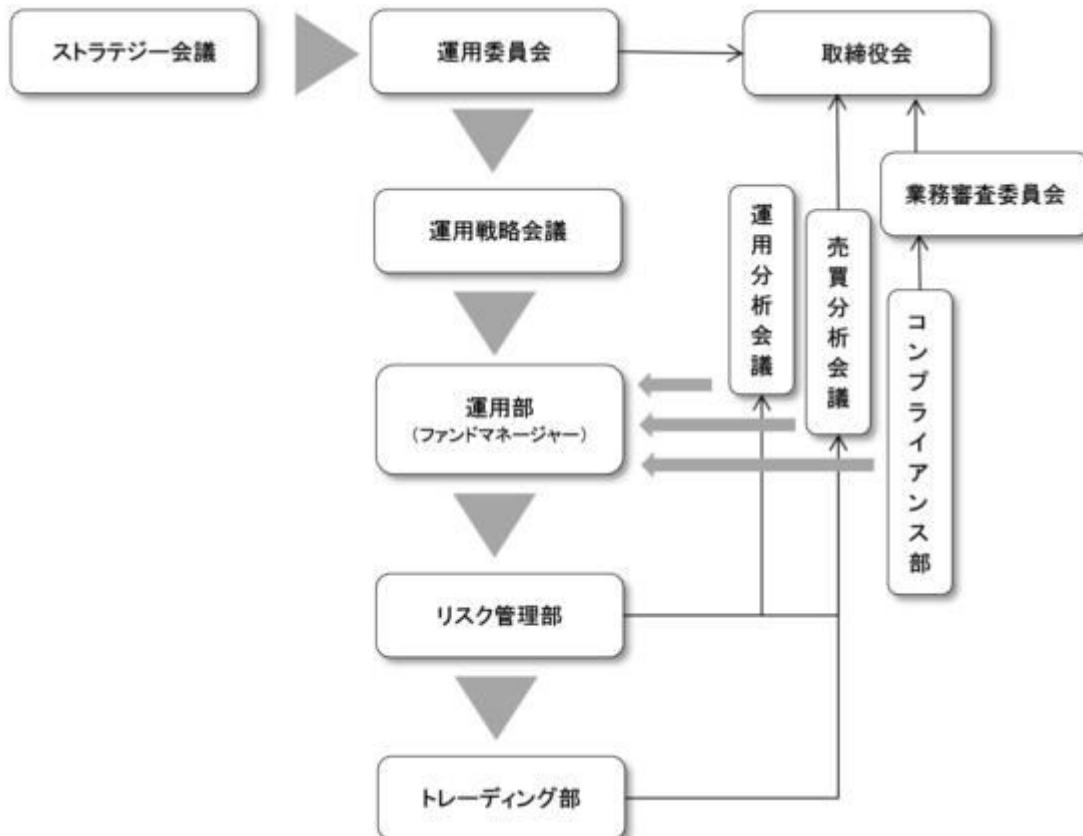 ストラテジー会議
運用委員会
取締役会
業務審査委員会
運用戦略会議
運用分析会議
売買分析会議
コンプライアンス部
運用部
（ファンドマネージャー）
リスク管理部
トレーディング部